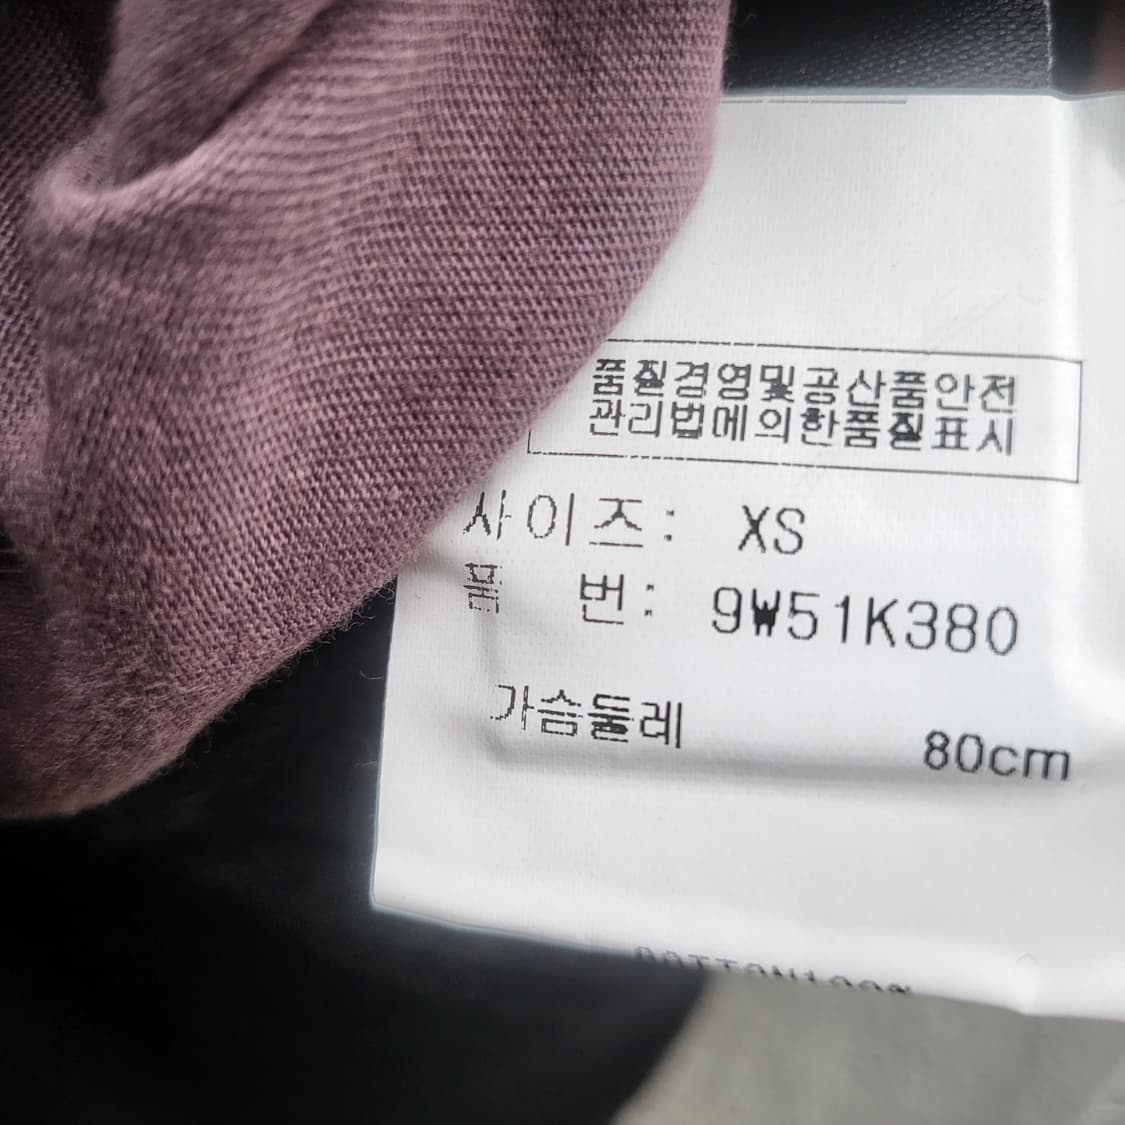 품질경영및공산품안전
관리법에의한품질표시
사이즈: XS
품 번: 9W51K380
가슴둘레 80cm
COTTON100%